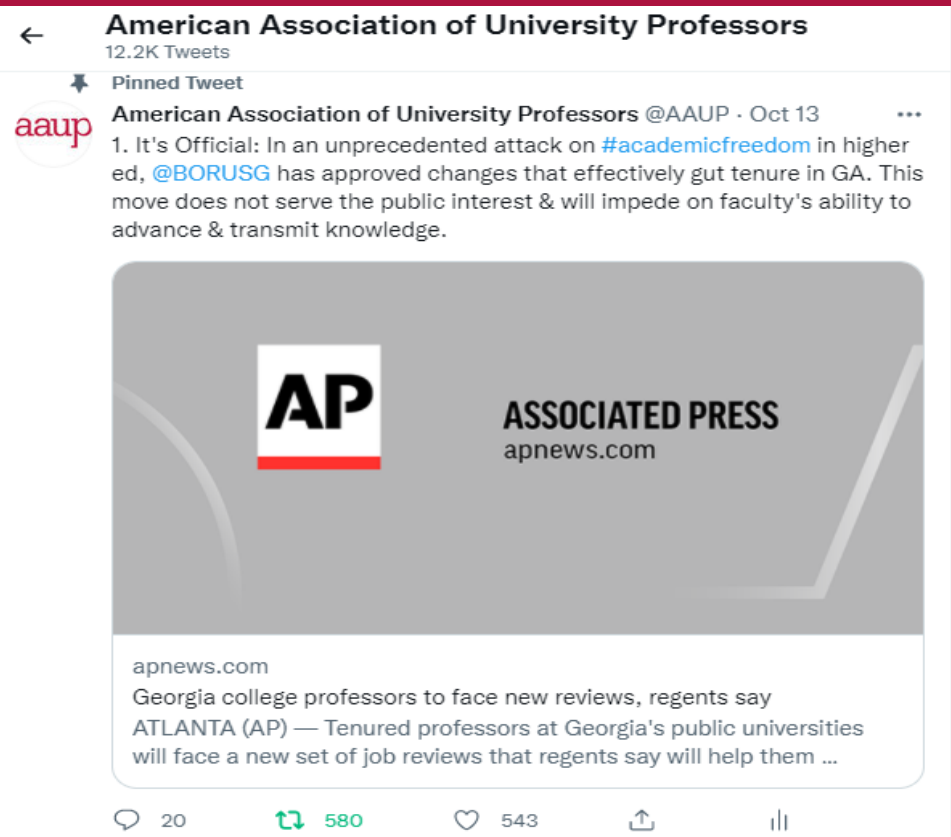 American Association of University Professors
12.2K Tweets
Pinned Tweet
aaup
American Association of University Professors @AAUP · Oct 13
1. It's Official: In an unprecedented attack on #academicfreedom in higher
ed, @BORUSG has approved changes that effectively gut tenure in GA. This
move does not serve the public interest & will impede on faculty's ability to
advance & transmit knowledge.
AP
ASSOCIATED PRESS
apnews.com
apnews.com
Georgia college professors to face new reviews, regents say
ATLANTA (AP) — Tenured professors at Georgia's public universities
will face a new set of job reviews that regents say will help them ...
20 580 543